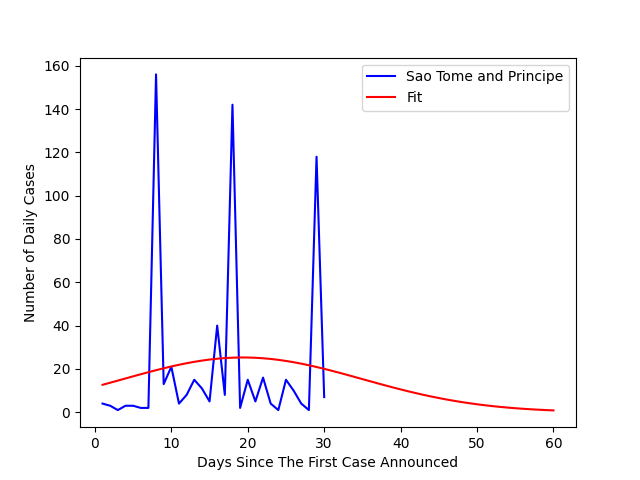 160
140
120
100
80
60
40
20
0
Number of Daily Cases
Sao Tome and Principe
Fit
0 10 20 30 40 50 60
Days Since The First Case Announced